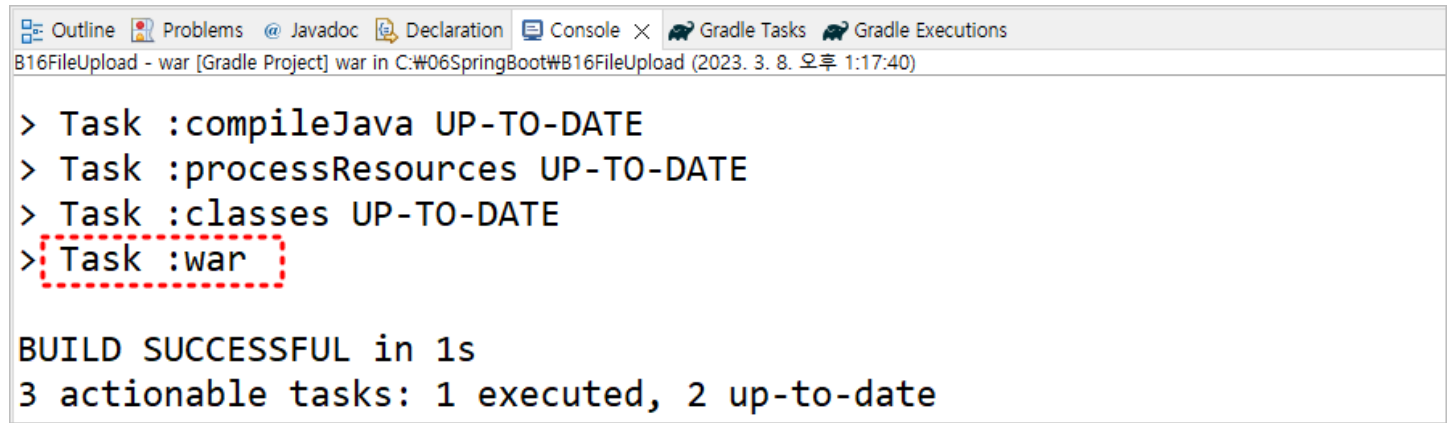 Outline Problems @ Javadoc Declaration Console Gradle Tasks Gradle Executions
B16FileUpload - war [Gradle Project] war in C:₩06SpringBoot₩B16FileUpload (2023. 3. 8. 오후 1:17:40)
> Task :compileJava UP-TO-DATE
> Task :processResources UP-TO-DATE
> Task :classes UP-TO-DATE
> Task :war
BUILD SUCCESSFUL in 1s
3 actionable tasks: 1 executed, 2 up-to-date